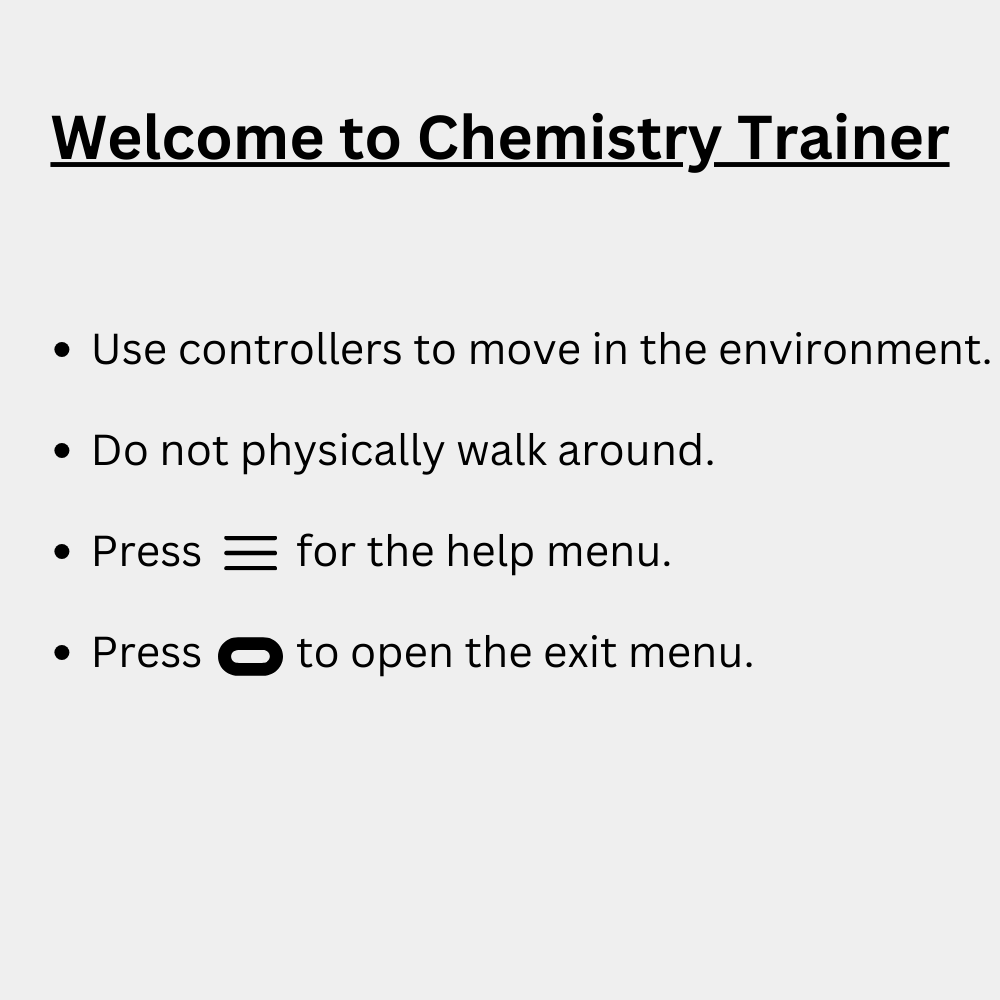 Welcome to Chemistry Trainer
• Use controllers to move in the environment.
• Do not physically walk around.
• Press for the help menu.
• Press to open the exit menu.